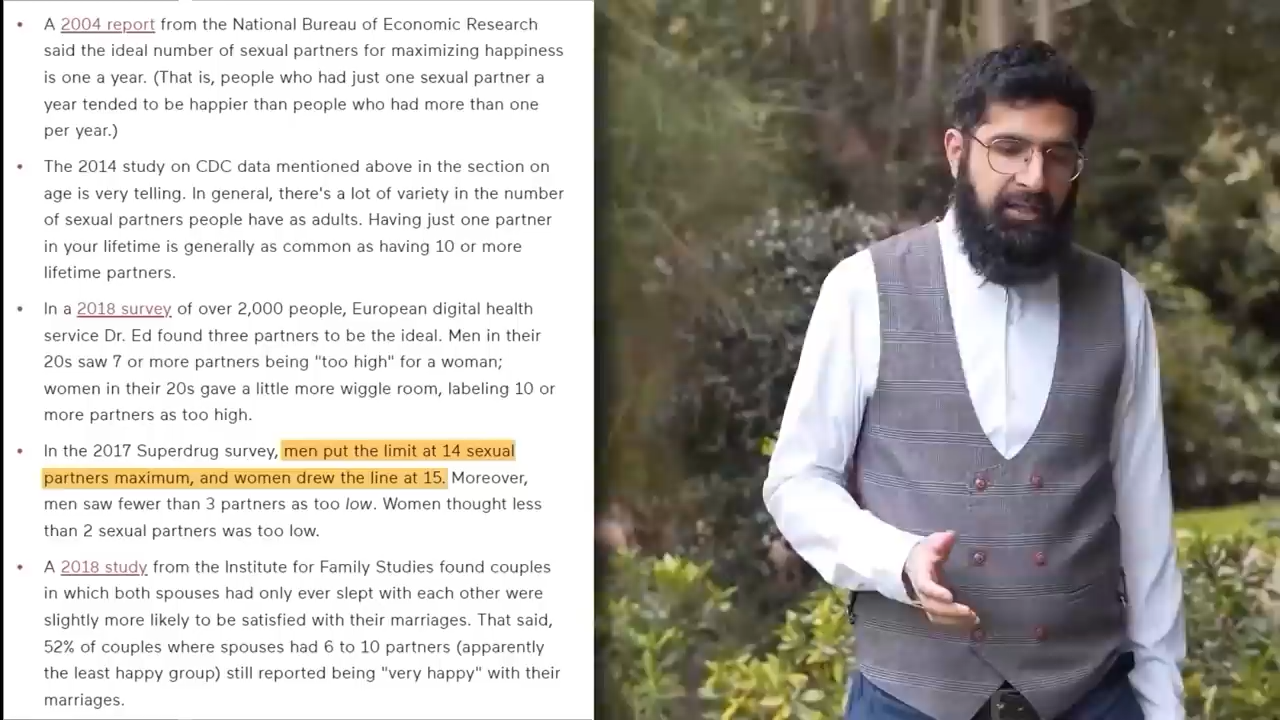 A 2004 report from the National Bureau of Economic Research
said the ideal number of sexual partners for maximizing happiness
is one a year. (That is, people who had just one sexual partner a
year tended to be happier than people who had more than one
per year.)
The 2014 study on CDC data mentioned above in the section on
age is very telling. In general, there's a lot of variety in the number
of sexual partners people have as adults. Having just one partner
in your lifetime is generally as common as having 10 or more
lifetime partners.
In a 2018 survey of over 2,000 people, European digital health
service Dr. Ed found three partners to be the ideal. Men in their
20s saw 7 or more partners being "too high" for a woman;
women in their 20s gave a little more wiggle room, labeling 10 or
more partners as too high.
In the 2017 Superdrug survey, men put the limit at 14 sexual
partners maximum, and women drew the line at 15. Moreover,
men saw fewer than 3 partners as too low. Women thought less
than 2 sexual partners was too low.
A 2018 study from the Institute for Family Studies found couples
in which both spouses had only ever slept with each other were
slightly more likely to be satisfied with their marriages. That said,
52% of couples where spouses had 6 to 10 partners (apparently
the least happy group) still reported being "very happy" with their
marriages.